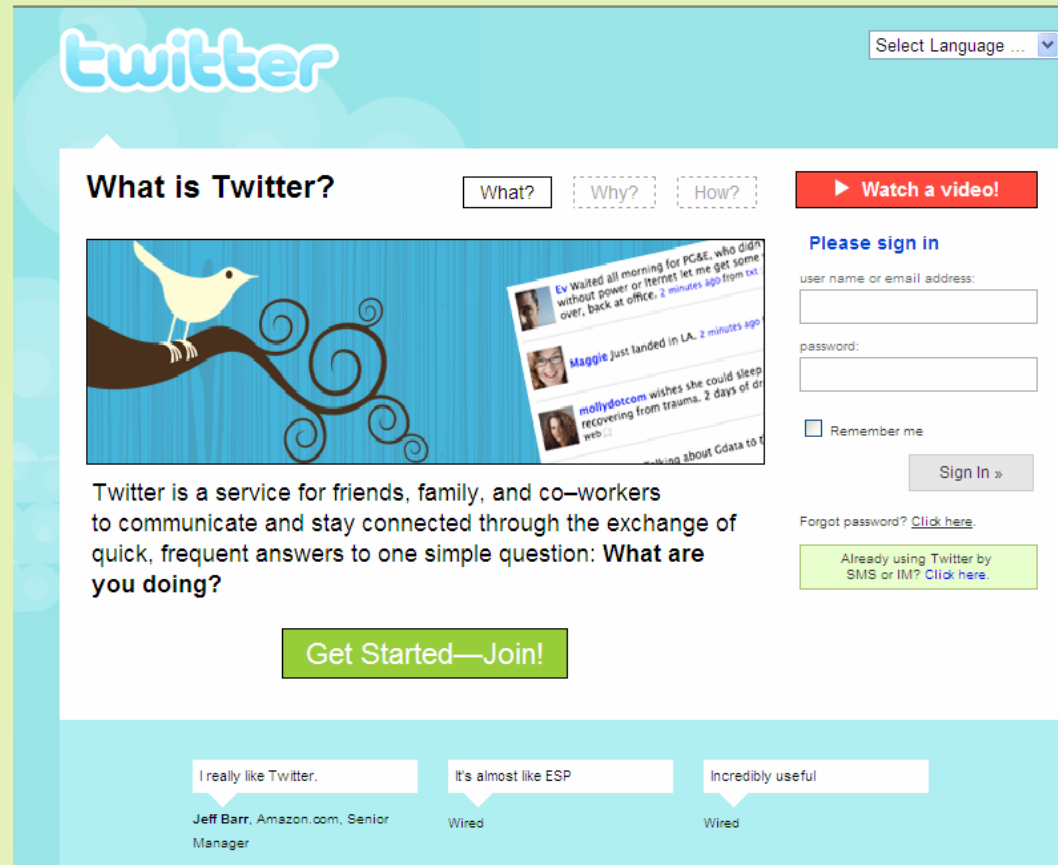 twitter
Select Language ...
What is Twitter?
What?
Why?
How?
Watch a video!
Ev Waited all morning for PG&E, who didn
without power or iternet let me get some
over, back at office. 2 minutes ago from txt
Maggie Just landed in LA. 2 minutes ago
mollydotcom wishes she could sleep
recovering from trauma. 2 days of dr
web
about Gdata to
Twitter is a service for friends, family, and co–workers
to communicate and stay connected through the exchange of
quick, frequent answers to one simple question: What are
you doing?
Get Started—Join!
Please sign in
user name or email address:
password:
Remember me
Sign In »
Forgot password? Click here.
Already using Twitter by
SMS or IM? Click here.
I really like Twitter.
Jeff Barr, Amazon.com, Senior
Manager
It's almost like ESP
Wired
Incredibly useful
Wired